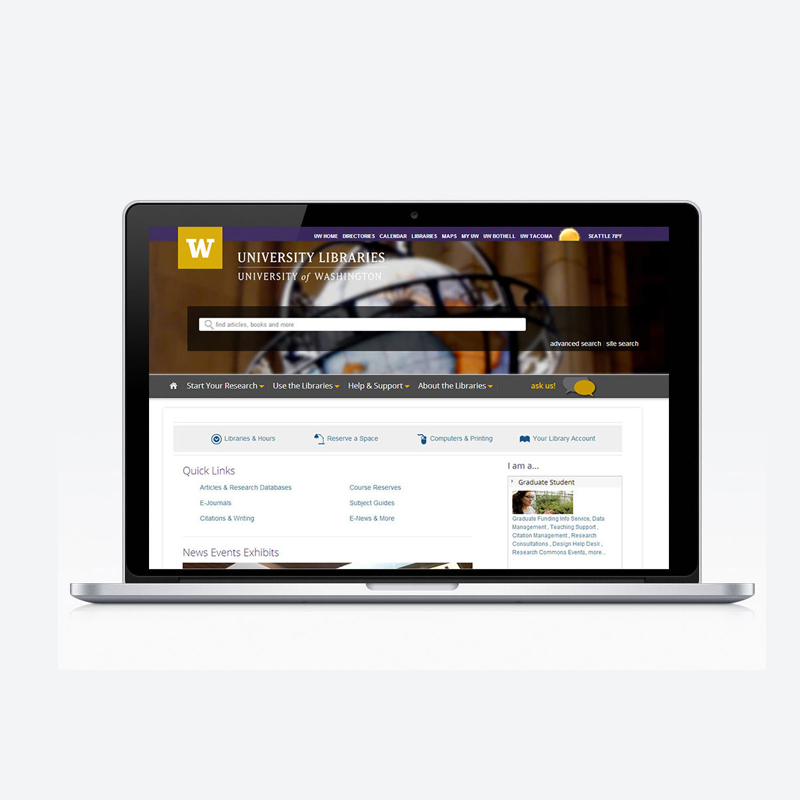 UW HOME DIRECTORIES CALENDAR LIBRARIES MAPS MY UW UW BOTHELL UW TACOMA SEATTLE 78°F
W
UNIVERSITY LIBRARIES
UNIVERSITY of WASHINGTON
find articles, books and more
advanced search site search
Start Your Research Use the Libraries Help & Support About the Libraries ask us!
Libraries & Hours Reserve a Space Computers & Printing Your Library Account
Quick Links
Articles & Research Databases Course Reserves
E-Journals Subject Guides
Citations & Writing E-News & More
News Events Exhibits
I am a...
Graduate Student
Graduate Funding Info Service, Data
Management , Teaching Support ,
Citation Management , Research
Consultations , Design Help Desk ,
Research Commons Events, more...